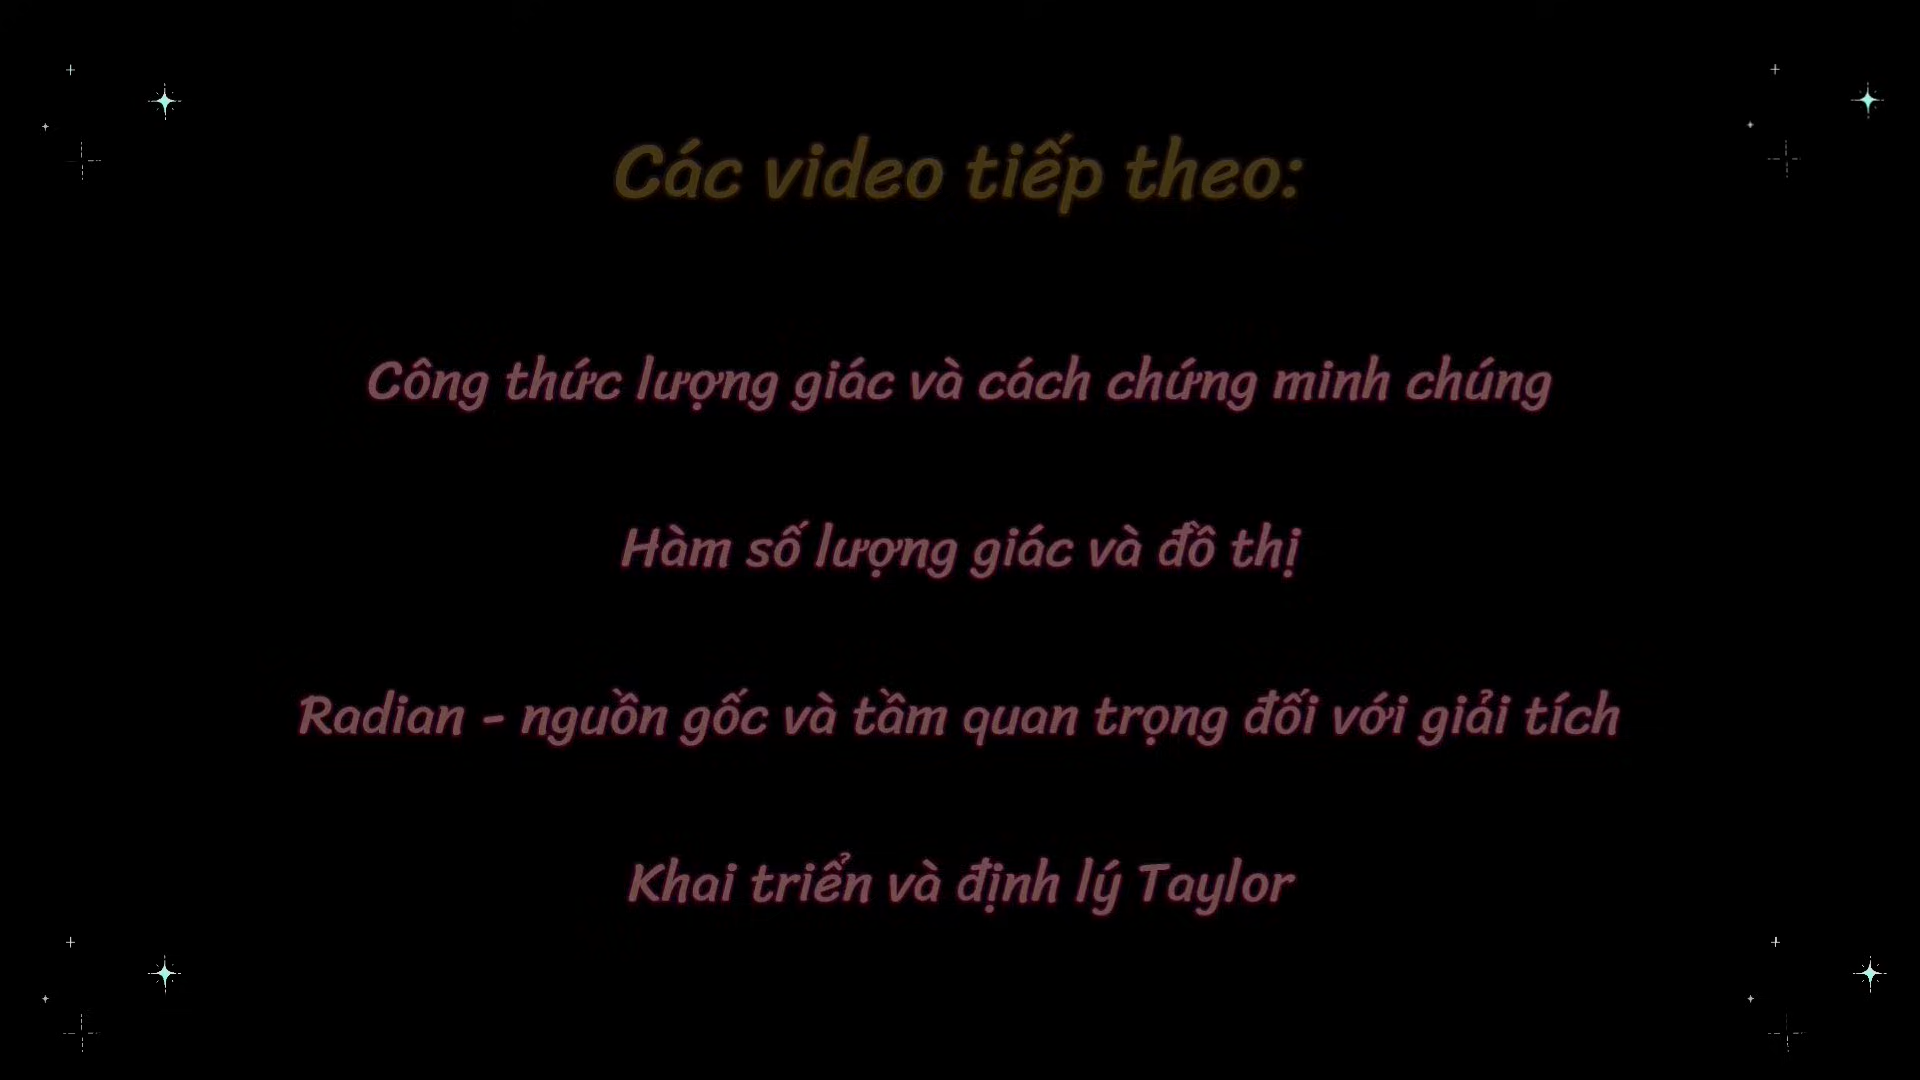 Các video tiếp theo:
Công thức lượng giác và cách chứng minh chúng
Hàm số lượng giác và đồ thị
Radian - nguồn gốc và tầm quan trọng đối với giải tích
Khai triển và định lý Taylor